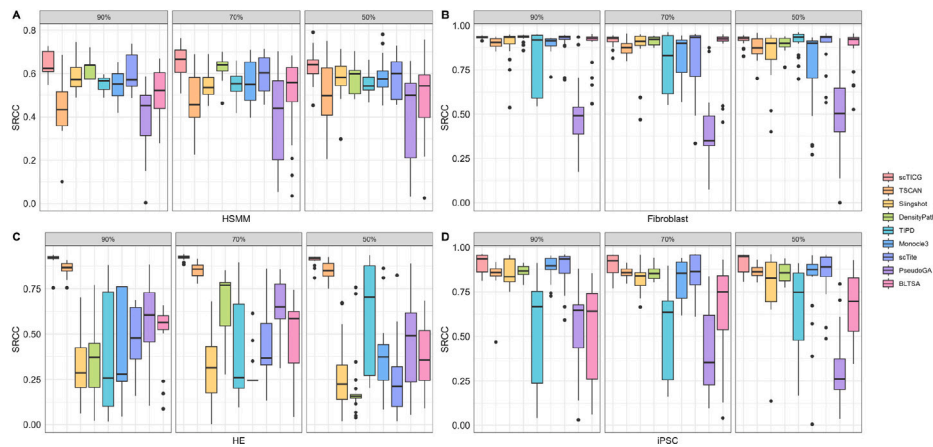 A
90%
70%
50%
SRCC
0.8
0.6
0.4
0.2
0.0
HSMM
B
90%
70%
50%
SRCC
1.00
0.75
0.50
0.25
0.00
Fibroblast
C
90%
70%
50%
SRCC
0.75
0.50
0.25
0.00
HE
D
90%
70%
50%
SRCC
1.00
0.75
0.50
0.25
0.00
iPSC
scTICG
TSCAN
Slingshot
DensityPath
TIPD
Monocle3
scTite
PseudoGA
BLTSA